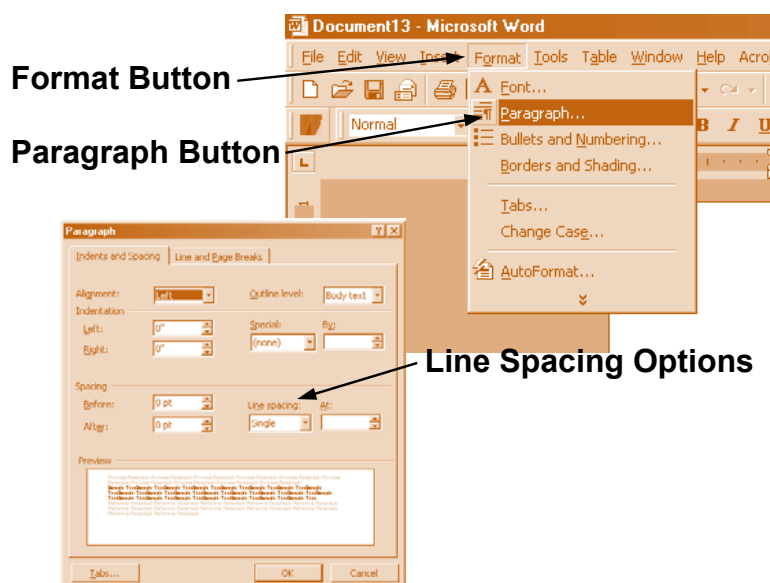 Document13 - Microsoft Word
File Edit View Insert Format Tools Table Window Help Acro
Format Button
A Font...
Normal
Paragraph...
B I U
Paragraph Button
Bullets and Numbering...
Borders and Shading...
Tabs...
Change Case...
AutoFormat...
Paragraph
Indents and Spacing Line and Page Breaks
Alignment: Left Outline level: Body text
Indentation
Left: 0" Special: By:
Right: 0" (none)
Line Spacing Options
Spacing
Before: 0 pt Line spacing: At:
After: 0 pt Single
Preview
Tabs... OK Cancel